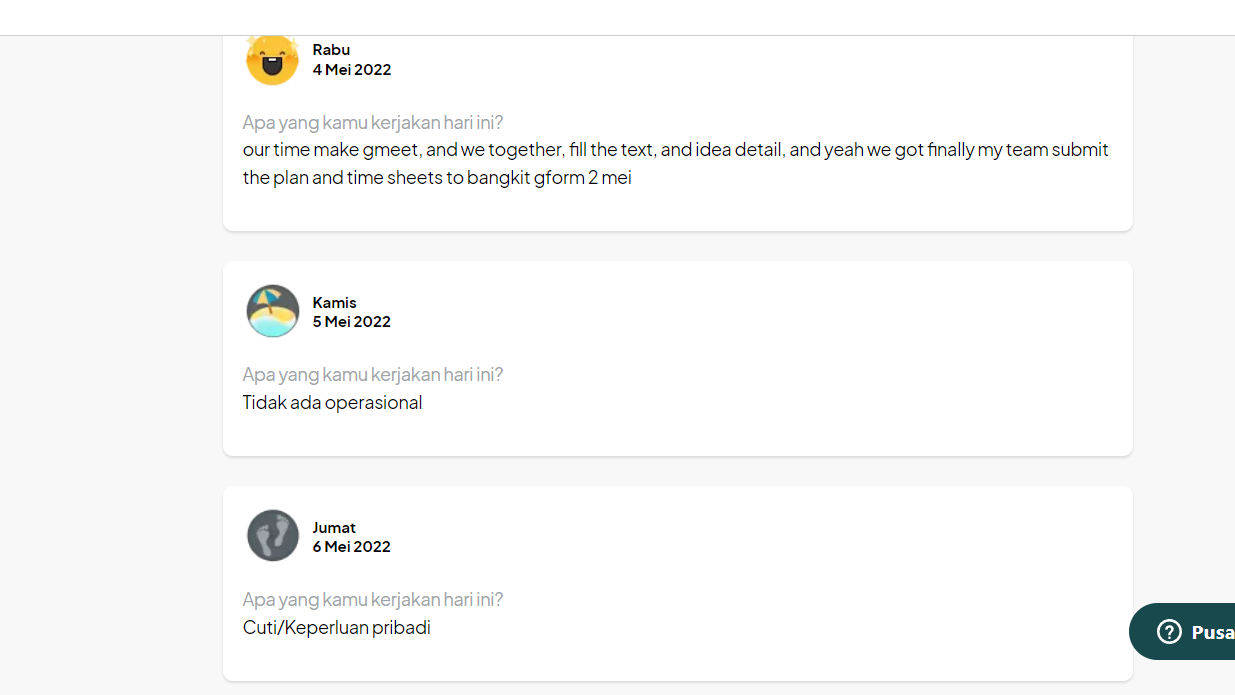 Rabu
4 Mei 2022
Apa yang kamu kerjakan hari ini?
our time make gmeet, and we together, fill the text, and idea detail, and yeah we got finally my team submit
the plan and time sheets to bangkit gform 2 mei
Kamis
5 Mei 2022
Apa yang kamu kerjakan hari ini?
Tidak ada operasional
Jumat
6 Mei 2022
Apa yang kamu kerjakan hari ini?
Cuti/Keperluan pribadi
Pusa